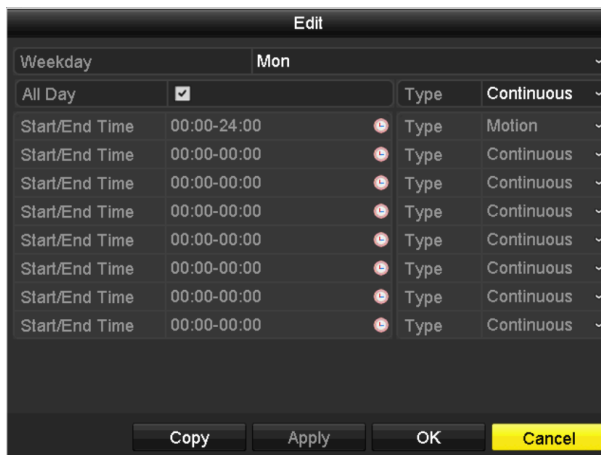 Edit
Weekday Mon
All Day Type Continuous
Start/End Time 00:00-24:00 Type Motion
Start/End Time 00:00-00:00 Type Continuous
Start/End Time 00:00-00:00 Type Continuous
Start/End Time 00:00-00:00 Type Continuous
Start/End Time 00:00-00:00 Type Continuous
Start/End Time 00:00-00:00 Type Continuous
Start/End Time 00:00-00:00 Type Continuous
Start/End Time 00:00-00:00 Type Continuous
Copy Apply OK Cancel